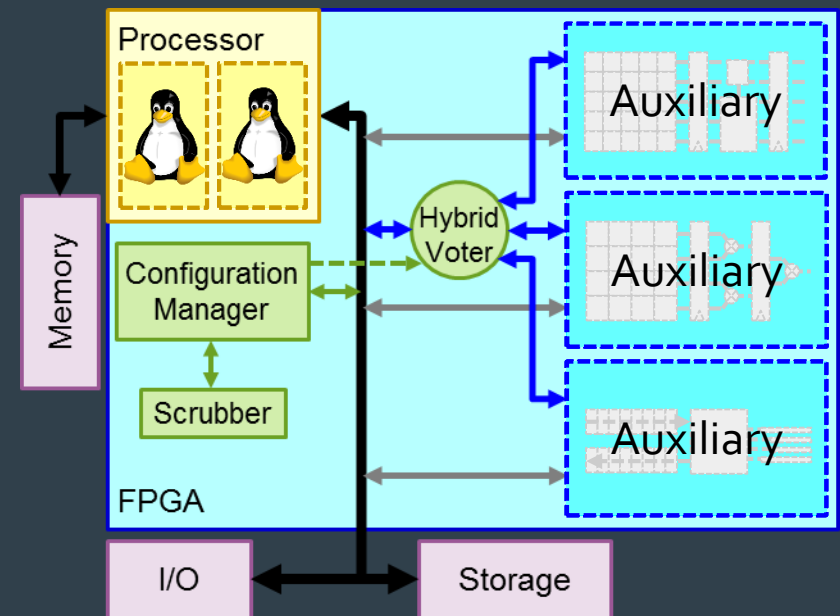 Processor
Auxiliary
Hybrid
Voter
Memory
Configuration
Manager
Auxiliary
Scrubber
Auxiliary
FPGA
I/O
Storage